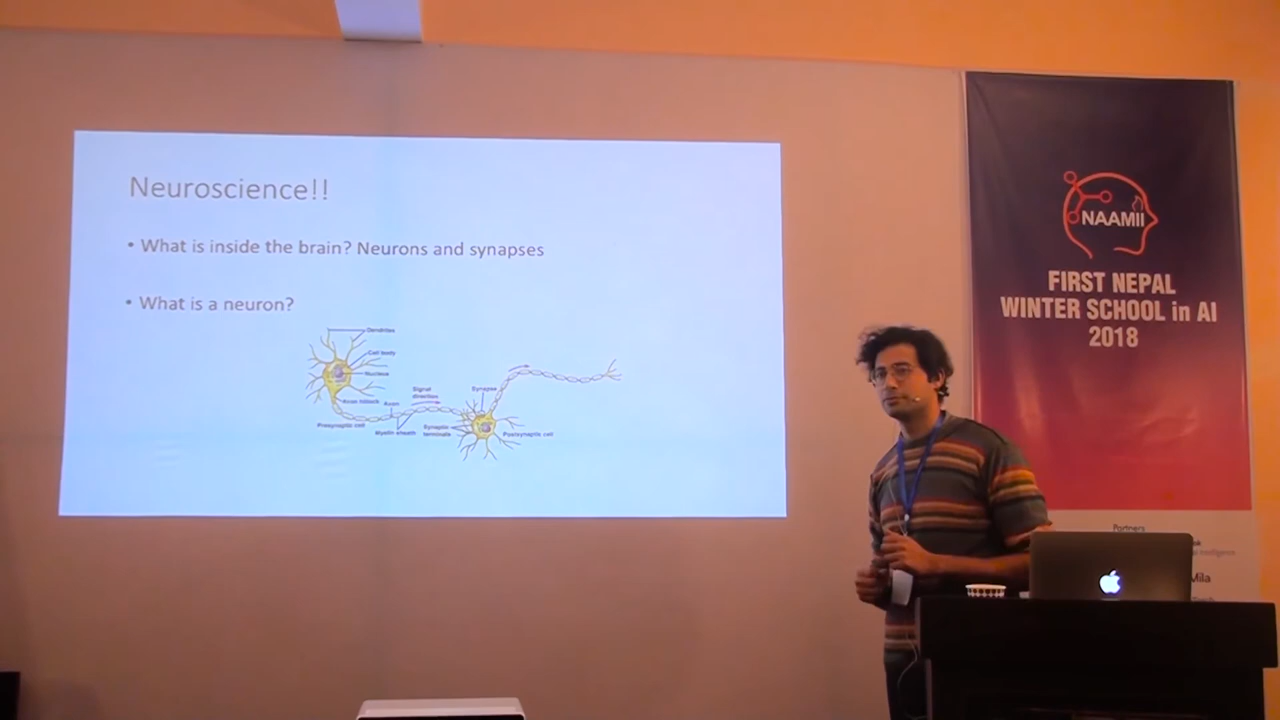 Neuroscience!!
• What is inside the brain? Neurons and synapses
• What is a neuron?
Dendrites
Cell body
Nucleus
Axon hillock
Axon
Signal
direction
Synapse
Presynaptic cell
Myelin sheath
Synaptic
terminals
Postsynaptic cell
NAAMII
FIRST NEPAL
WINTER SCHOOL in AI
2018
Partners
Mila